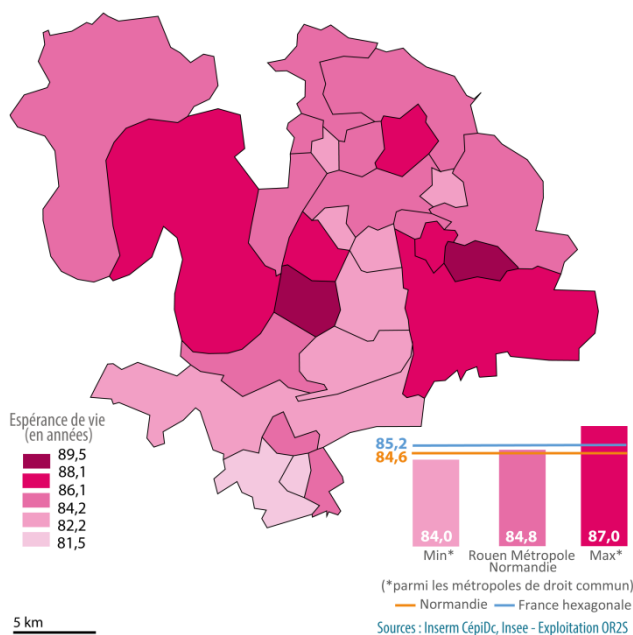 Espérance de vie
(en années)
89,5
88,1
86,1
84,2
82,2
81,5
5 km
85,2
84,6
84,0
84,8
87,0
Min*
Rouen Métropole
Normandie
Max*
(*parmi les métropoles de droit commun)
Normandie
France hexagonale
Sources : Inserm CépiDc, Insee - Exploitation OR2S